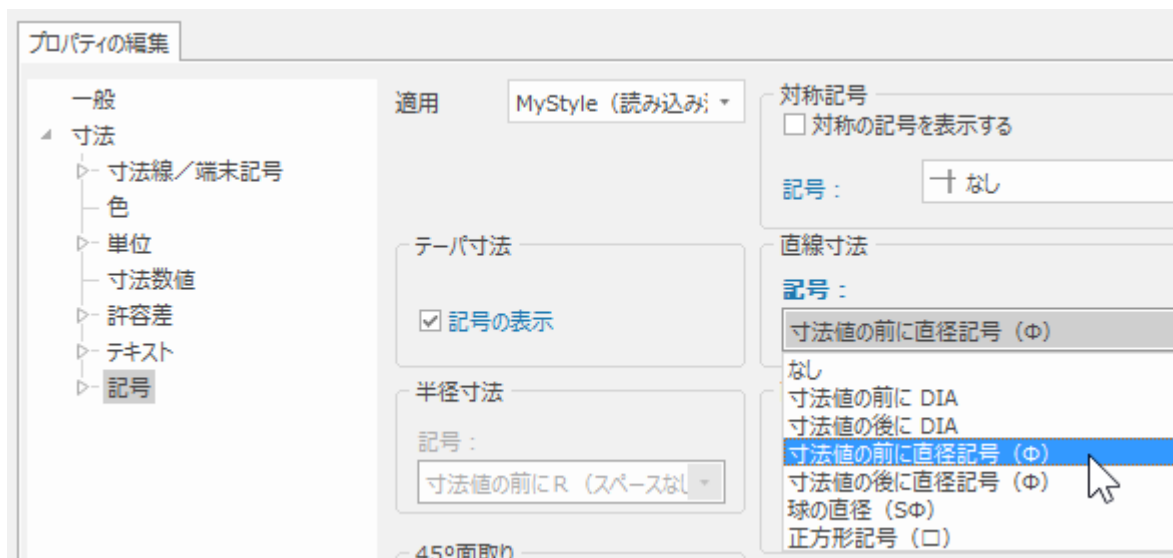 プロパティの編集
一般
寸法
寸法線／端末記号
色
単位
寸法数値
許容差
テキスト
記号
適用
MyStyle（読み込み
対称記号
対称の記号を表示する
記号：
なし
テーパ寸法
記号の表示
直線寸法
記号：
寸法値の前に直径記号（Φ）
なし
寸法値の前に DIA
寸法値の後に DIA
寸法値の前に直径記号（Φ）
寸法値の後に直径記号（Φ）
球の直径（SΦ）
正方形記号（□）
半径寸法
記号：
寸法値の前にR（スペースなし
45°面取り